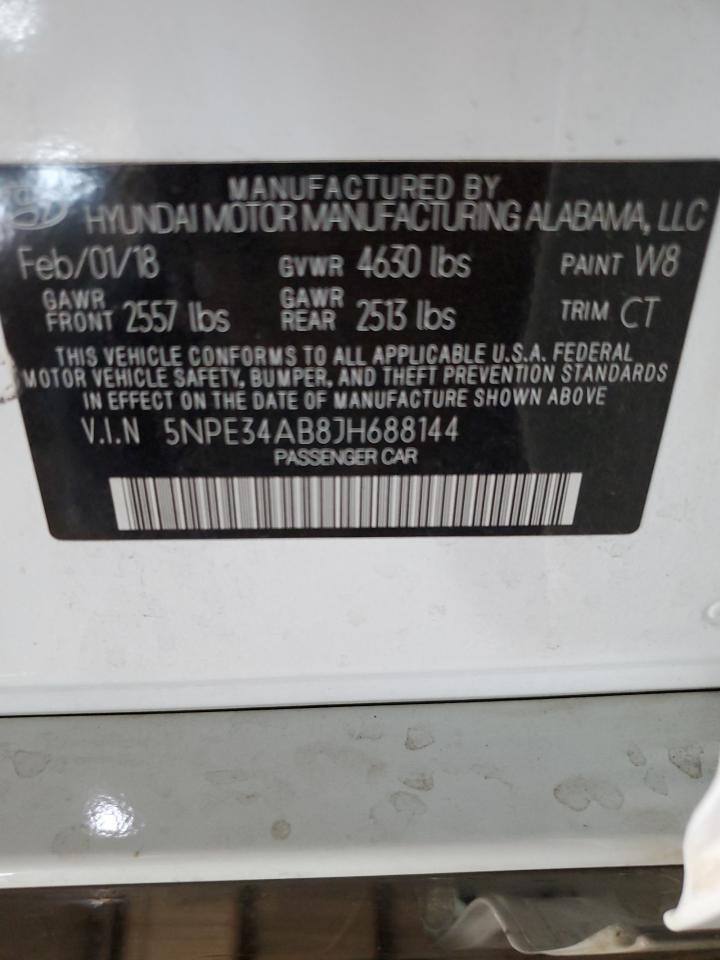 MANUFACTURED BY
HYUNDAI MOTOR MANUFACTURING ALABAMA, LLC
Feb/01/18 GVWR 4630 lbs PAINT W8
GAWR FRONT 2557 lbs GAWR REAR 2513 lbs TRIM CT
THIS VEHICLE CONFORMS TO ALL APPLICABLE U.S.A. FEDERAL
MOTOR VEHICLE SAFETY, BUMPER, AND THEFT PREVENTION STANDARDS
IN EFFECT ON THE DATE OF MANUFACTURE SHOWN ABOVE
V.I.N 5NPE34AB8JH688144
PASSENGER CAR